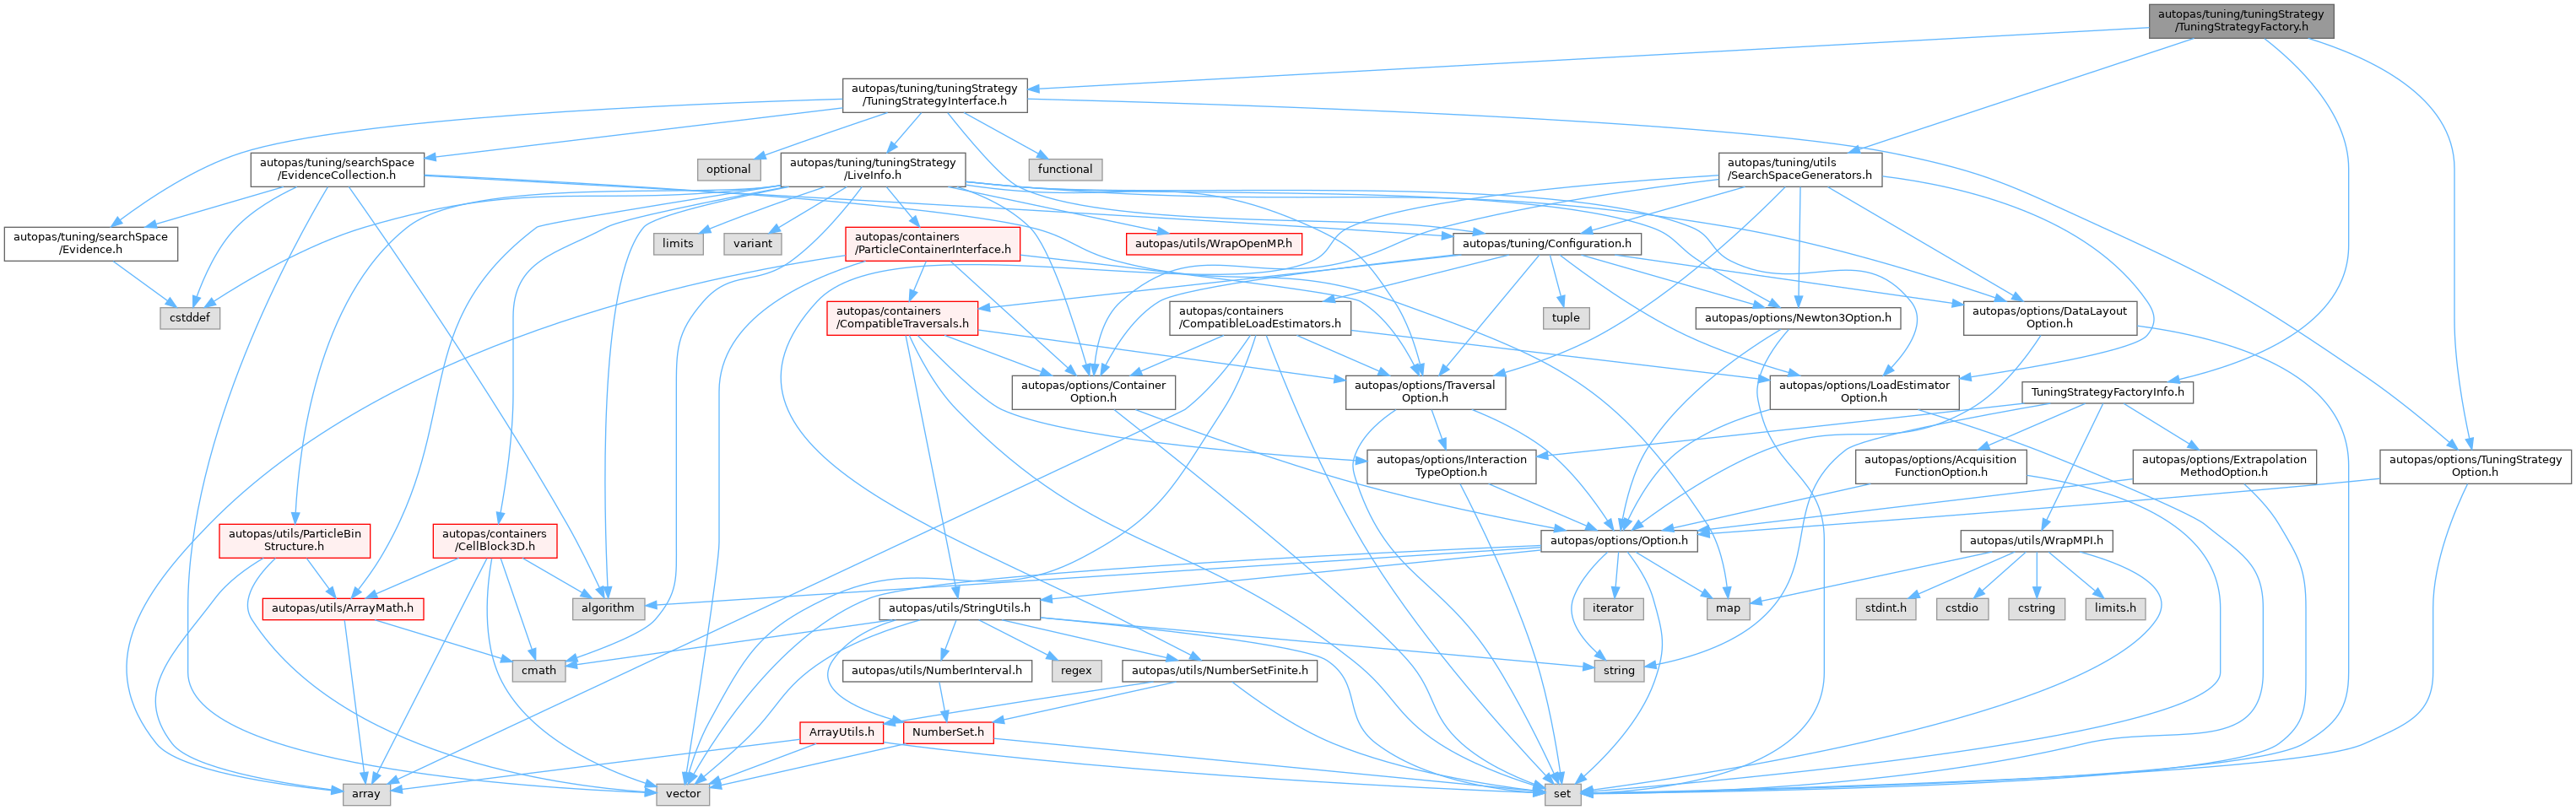 autopas/tuning/tuningStrategy
/TuningStrategyFactory.h
autopas/tuning/tuningStrategy
/TuningStrategyInterface.h
autopas/tuning/searchSpace
/EvidenceCollection.h
optional
autopas/tuning/tuningStrategy
/LiveInfo.h
functional
autopas/tuning/utils
/SearchSpaceGenerators.h
autopas/tuning/searchSpace
/Evidence.h
limits
variant
autopas/containers
/ParticleContainerInterface.h
autopas/utils/WrapOpenMP.h
autopas/tuning/Configuration.h
cstddef
autopas/containers
/CompatibleTraversals.h
autopas/containers
/CompatibleLoadEstimators.h
tuple
autopas/options/Newton3Option.h
autopas/options/DataLayout
Option.h
autopas/options/Container
Option.h
autopas/options/Traversal
Option.h
autopas/options/LoadEstimator
Option.h
TuningStrategyFactoryInfo.h
autopas/options/Interaction
TypeOption.h
autopas/options/Acquisition
FunctionOption.h
autopas/options/Extrapolation
MethodOption.h
autopas/options/TuningStrategy
Option.h
autopas/utils/ParticleBin
Structure.h
autopas/containers
/CellBlock3D.h
autopas/options/Option.h
autopas/utils/WrapMPI.h
autopas/utils/ArrayMath.h
algorithm
autopas/utils/StringUtils.h
iterator
map
stdint.h
cstdio
cstring
limits.h
cmath
autopas/utils/NumberInterval.h
regex
autopas/utils/NumberSetFinite.h
string
ArrayUtils.h
NumberSet.h
array
vector
set